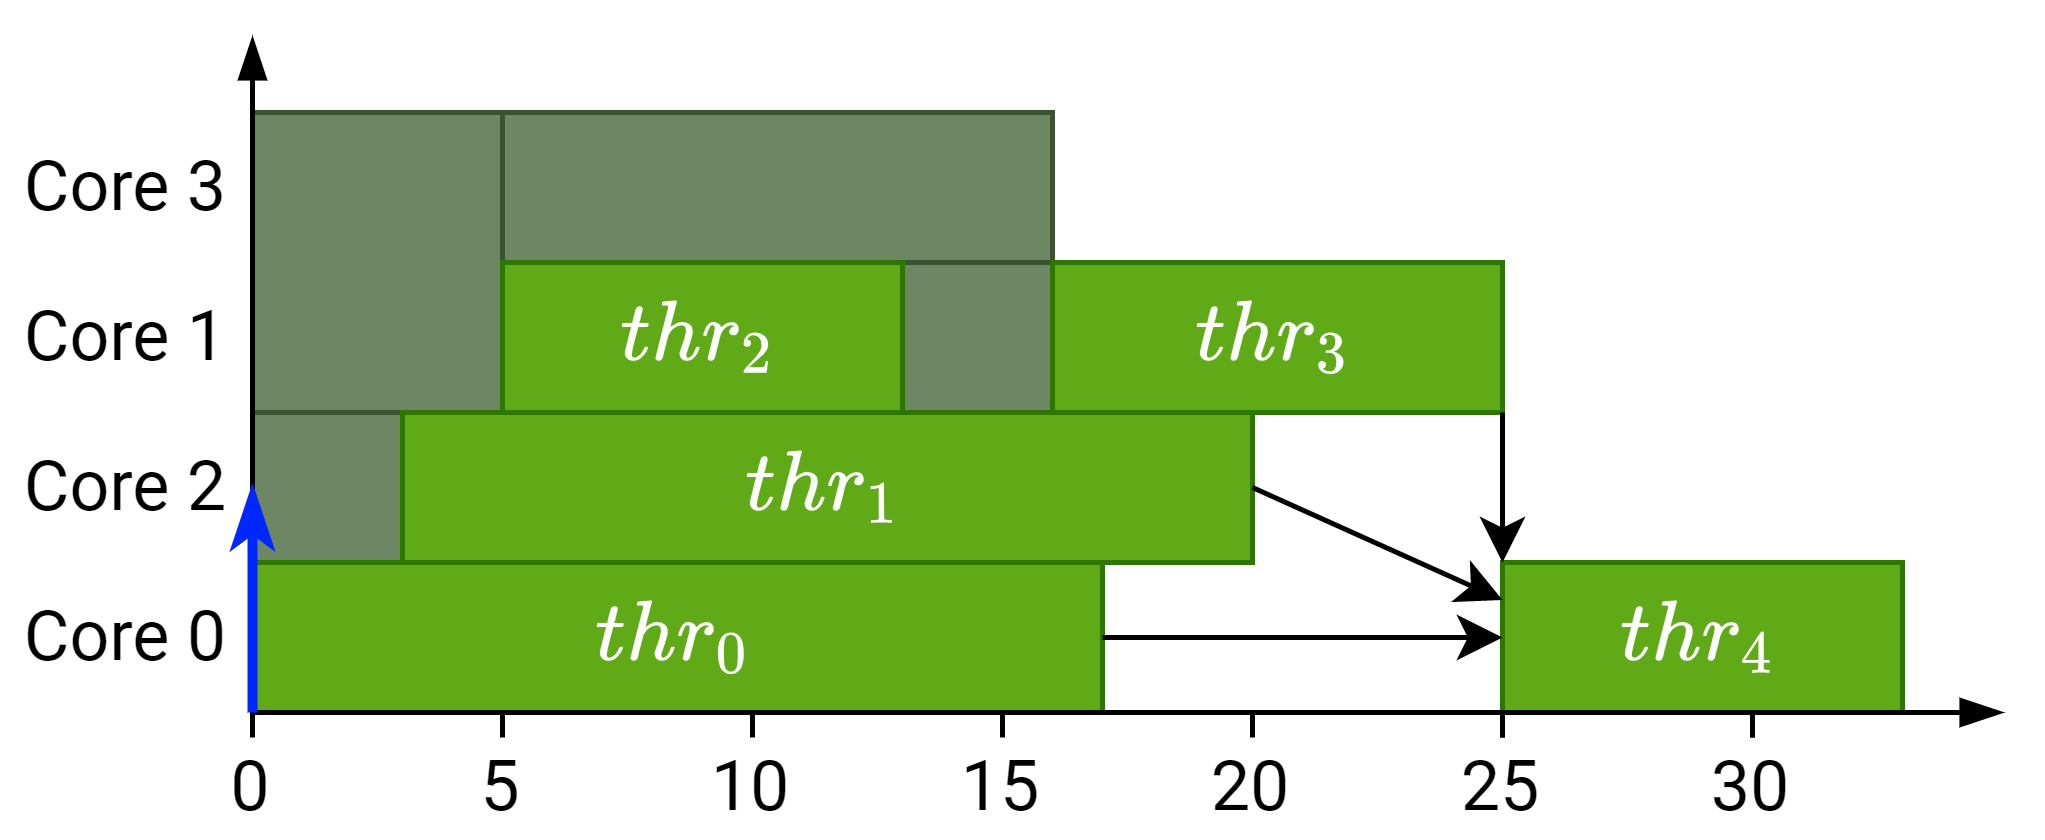 Core 3
Core 1
thr₂
thr₃
Core 2
thr₁
Core 0
thr₀
thr₄
0 5 10 15 20 25 30